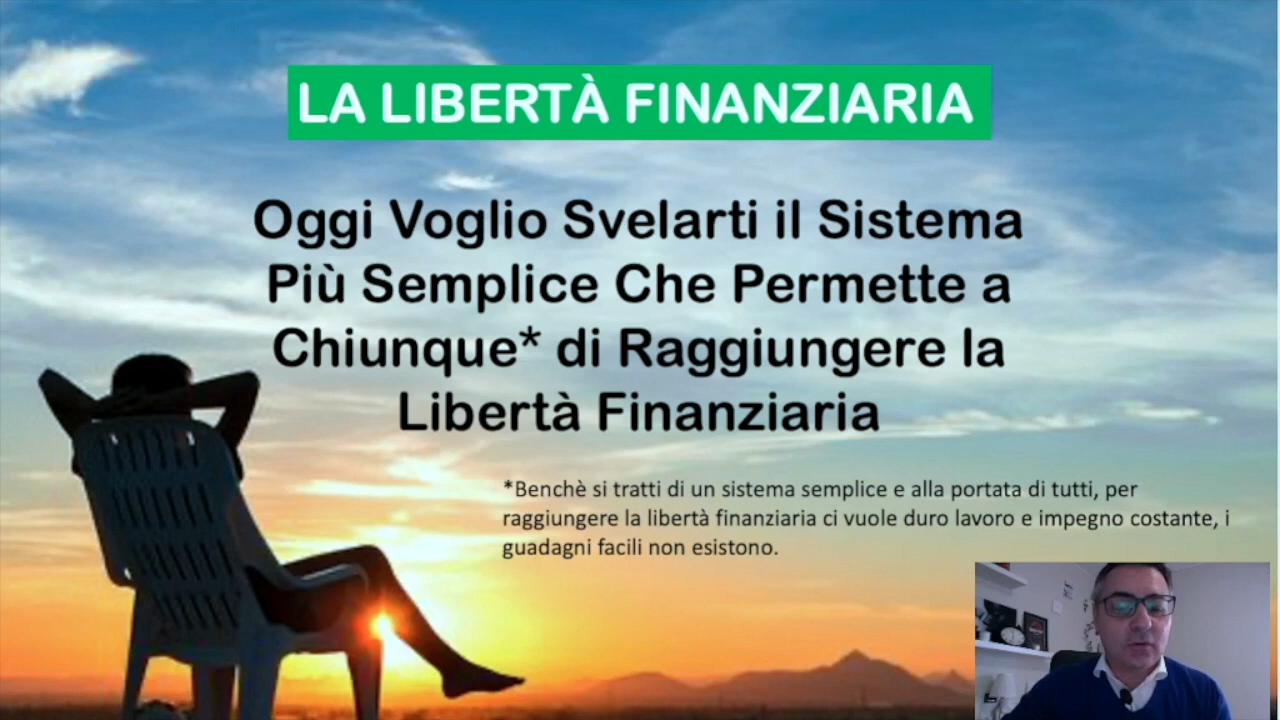 LA LIBERTÀ FINANZIARIA
Oggi Voglio Svelarti il Sistema
Più Semplice Che Permette a
Chiunque* di Raggiungere la
Libertà Finanziaria
*Benchè si tratti di un sistema semplice e alla portata di tutti, per
raggiungere la libertà finanziaria ci vuole duro lavoro e impegno costante, i
guadagni facili non esistono.